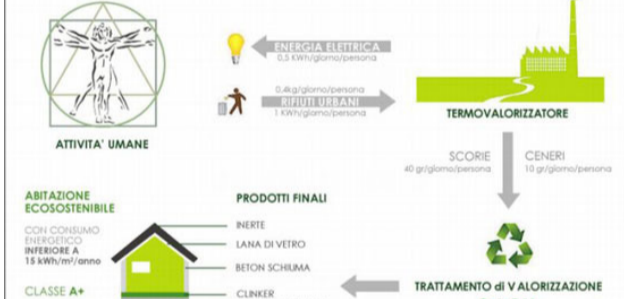 ENERGIA ELETTRICA
0,5 KWh/giorno/persona
0,4kg/giorno/persona
RIFIUTI URBANI
1 KWh/giorno/persona
TERMOVALORIZZATORE
ATTIVITA' UMANE
SCORIE
40 gr/giorno/persona
CENERI
10 gr/giorno/persona
ABITAZIONE
ECOSOSTENIBILE
CON CONSUMO
ENERGETICO
INFERIORE A
15 kWh/m²/anno
CLASSE A+
PRODOTTI FINALI
INERTE
LANA DI VETRO
BETON SCHIUMA
CLINKER
TRATTAMENTO di V ALORIZZAZIONE